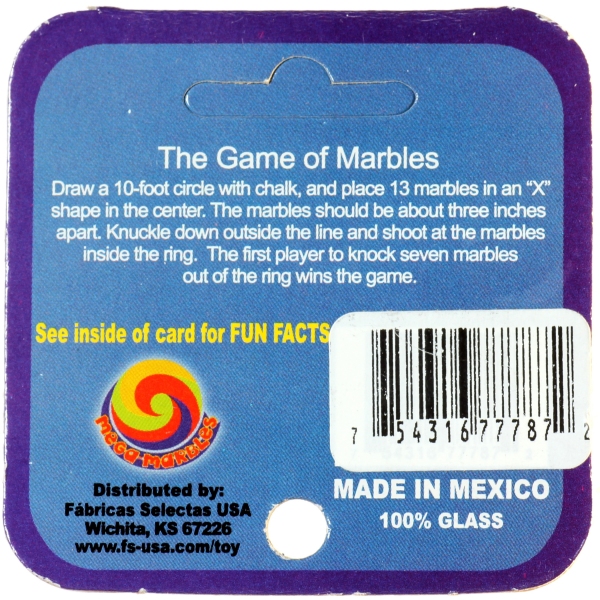 The Game of Marbles
Draw a 10-foot circle with chalk, and place 13 marbles in an “X”
shape in the center. The marbles should be about three inches
apart. Knuckle down outside the line and shoot at the marbles
inside the ring. The first player to knock seven marbles
out of the ring wins the game.
See inside of card for FUN FACTS
7 54316 77787 2
mega-marbles
Distributed by:
Fábricas Selectas USA
Wichita, KS 67226
www.fs-usa.com/toy
MADE IN MEXICO
100% GLASS